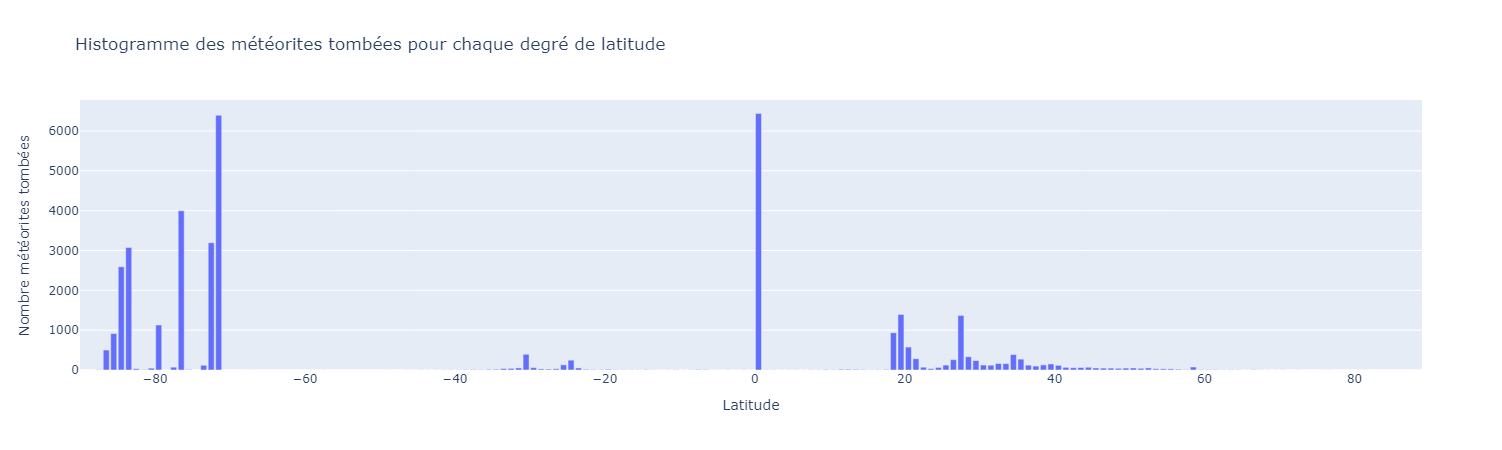 Histogramme des météorites tombées pour chaque degré de latitude
Nombre météorites tombées
6000
5000
4000
3000
2000
1000
0
−80 −60 −40 −20 0 20 40 60 80
Latitude